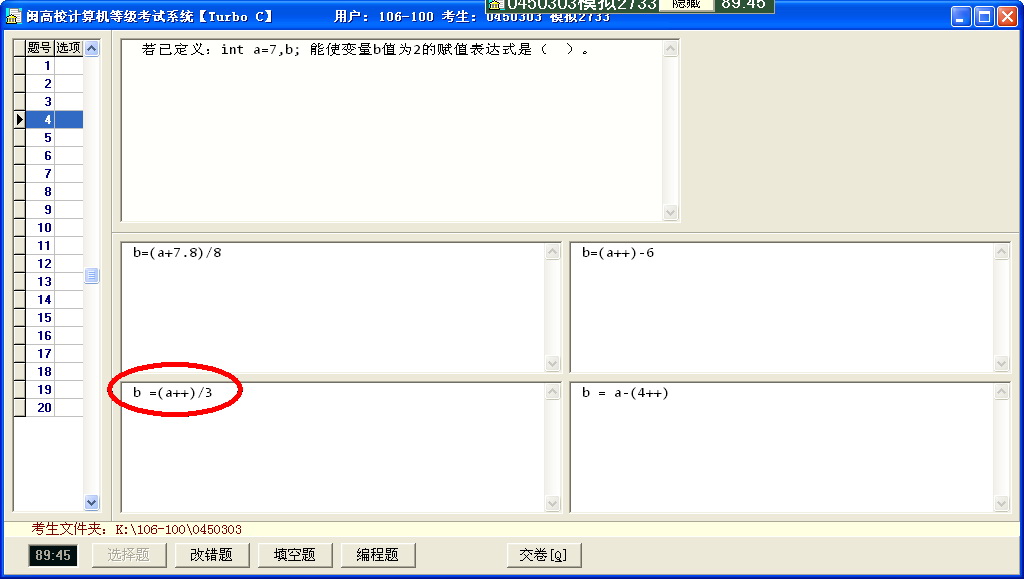 0450303模拟2733 隐藏 89:45
闽高校计算机等级考试系统【Turbo C】 用户: 106-100 考生: 0450303 模拟2733
题号 选项
1
2
3
4
5
6
7
8
9
10
11
12
13
14
15
16
17
18
19
20
若已定义: int a=7,b; 能使变量b值为2的赋值表达式是（ ）。
b=(a+7.8)/8
b=(a++)-6
b =(a++)/3
b = a-(4++)
考生文件夹: K:\106-100\0450303
89:45 选择题 改错题 填空题 编程题 交卷[Q]